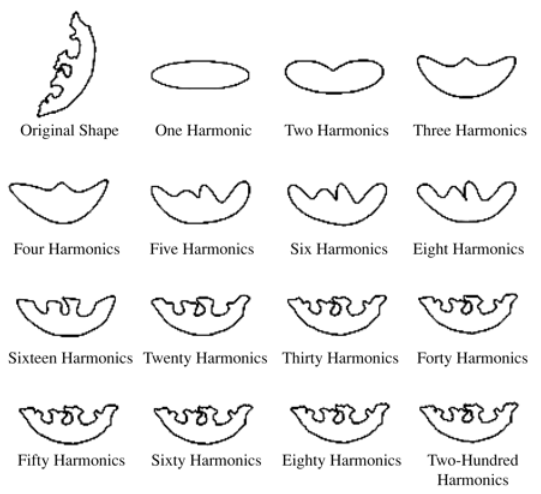 Original Shape
One Harmonic
Two Harmonics
Three Harmonics
Four Harmonics
Five Harmonics
Six Harmonics
Eight Harmonics
Sixteen Harmonics
Twenty Harmonics
Thirty Harmonics
Forty Harmonics
Fifty Harmonics
Sixty Harmonics
Eighty Harmonics
Two-Hundred
Harmonics